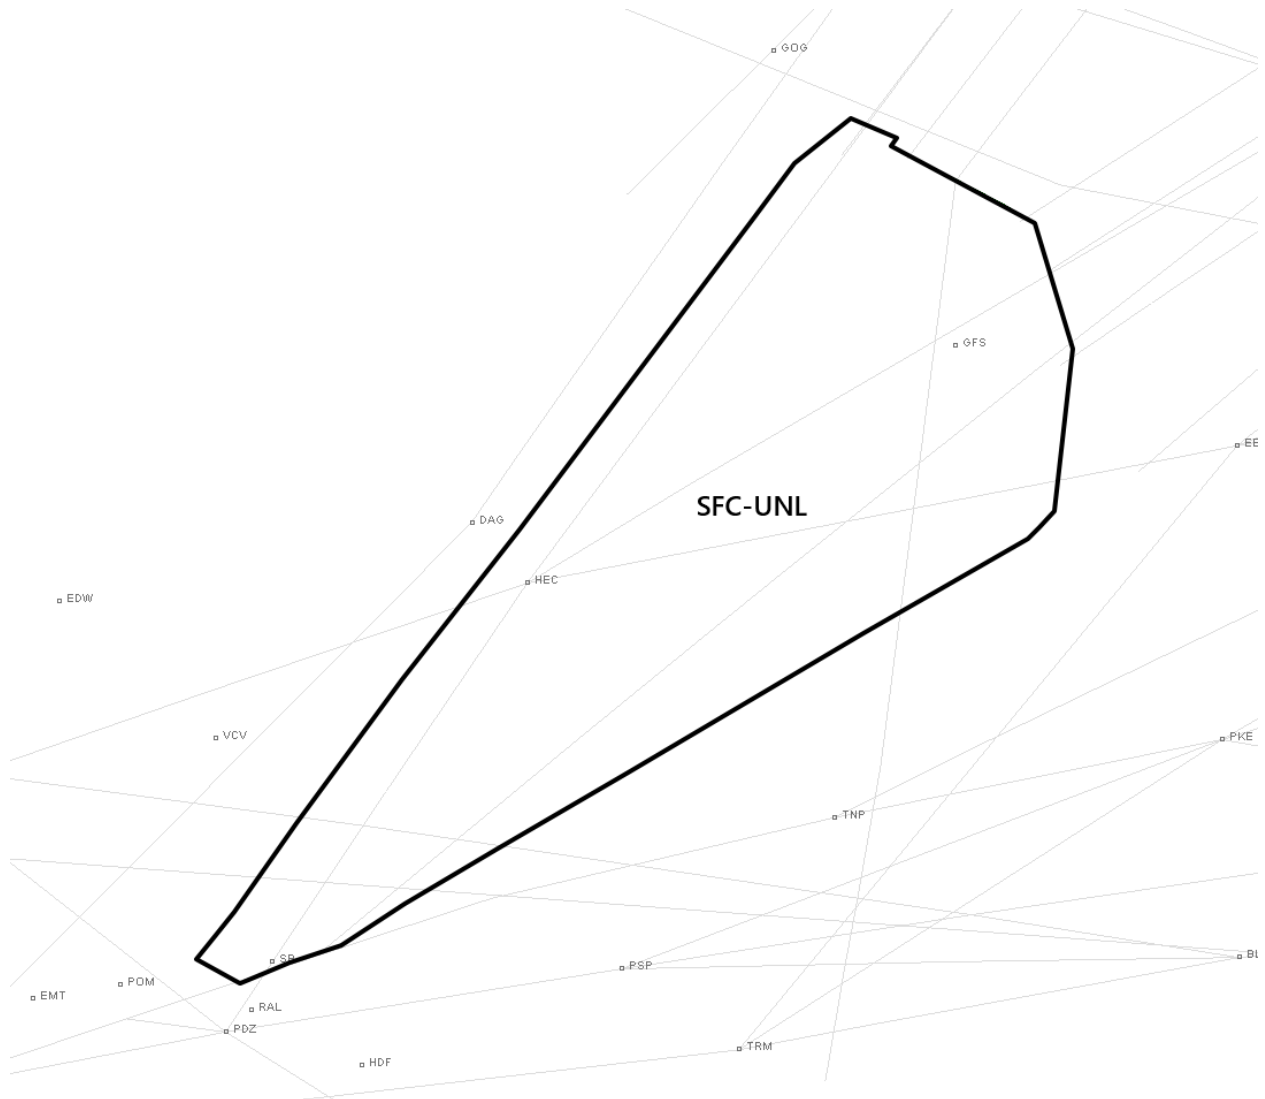 GOG
GFS
EE
SFC-UNL
DAG
HEC
EDW
VCV
PKE
TNP
SB
BL
PSP
POM
EMT
RAL
PDZ
TRM
HDF